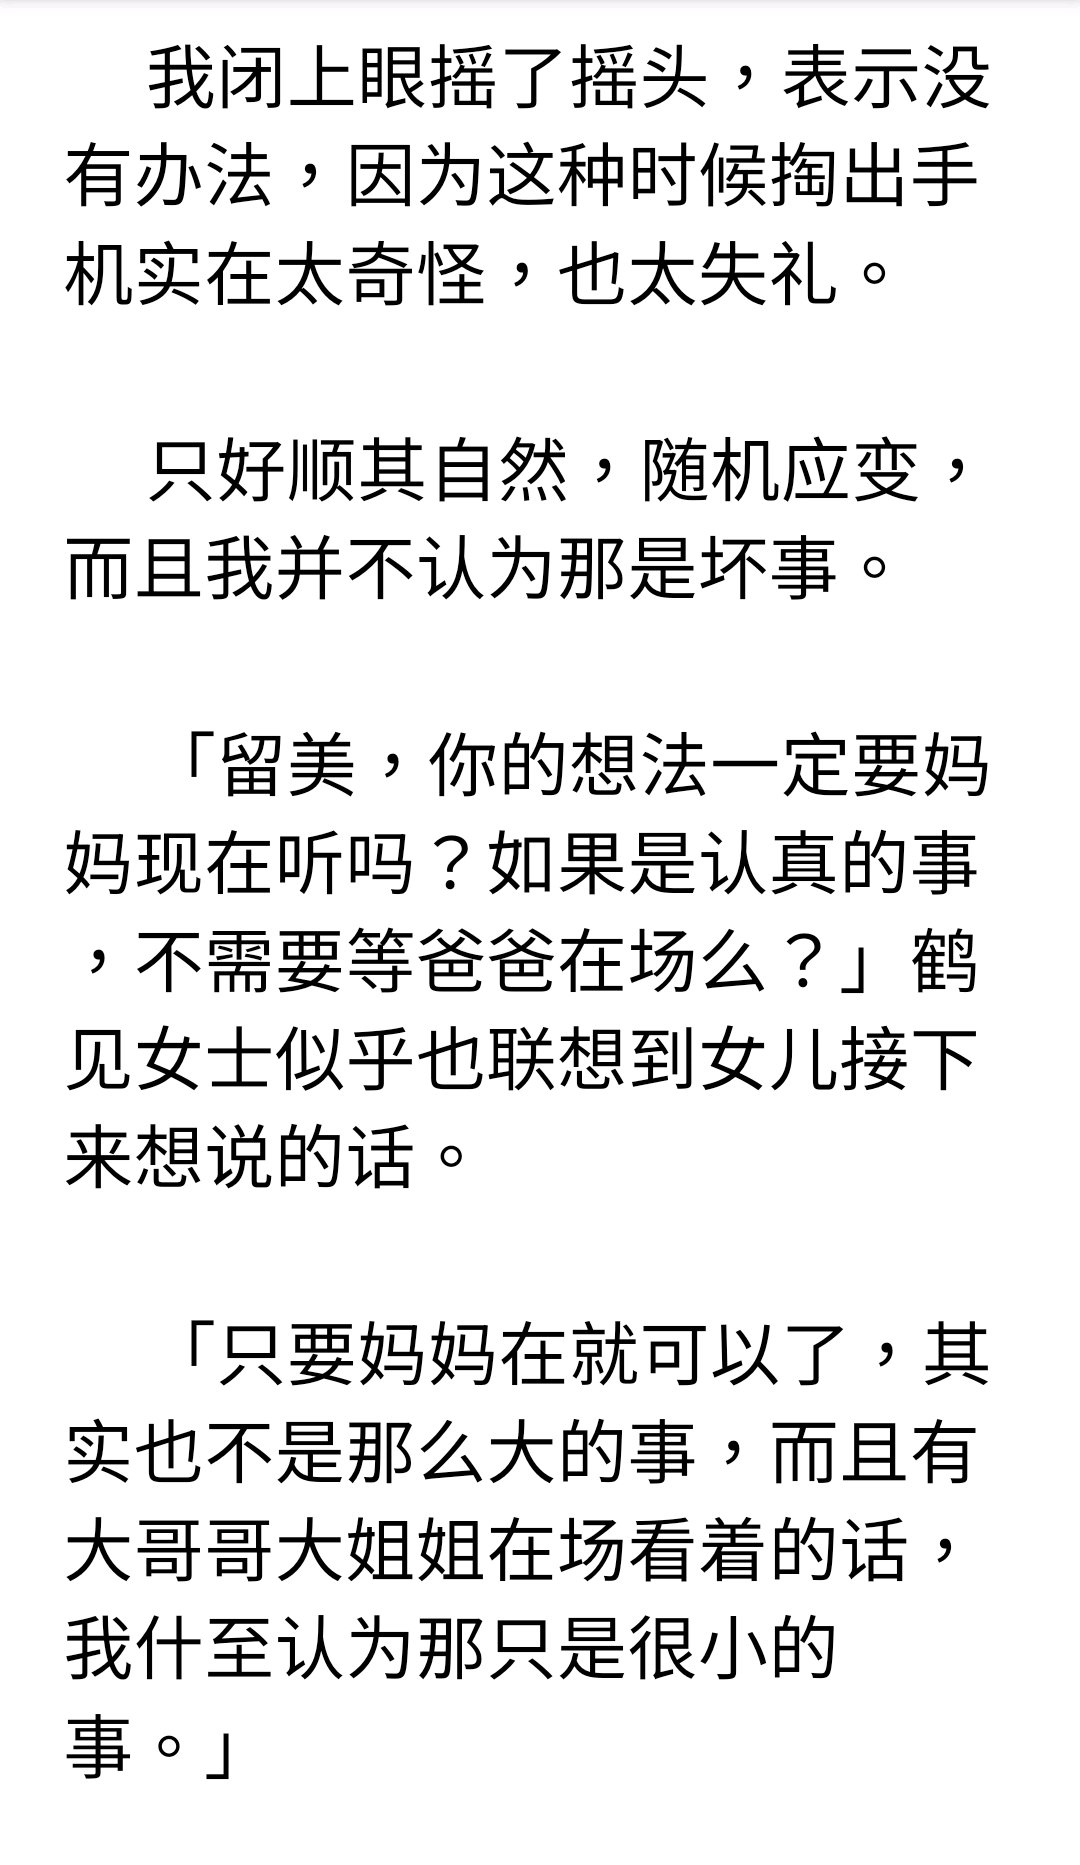 我闭上眼摇了摇头，表示没
有办法，因为这种时候掏出手
机实在太奇怪，也太失礼。
只好顺其自然，随机应变，
而且我并不认为那是坏事。
「留美，你的想法一定要妈
妈现在听吗？如果是认真的事
，不需要等爸爸在场么？」鹤
见女士似乎也联想到女儿接下
来想说的话。
「只要妈妈在就可以了，其
实也不是那么大的事，而且有
大哥哥大姐姐在场看着的话，
我什至认为那只是很小的
事。」